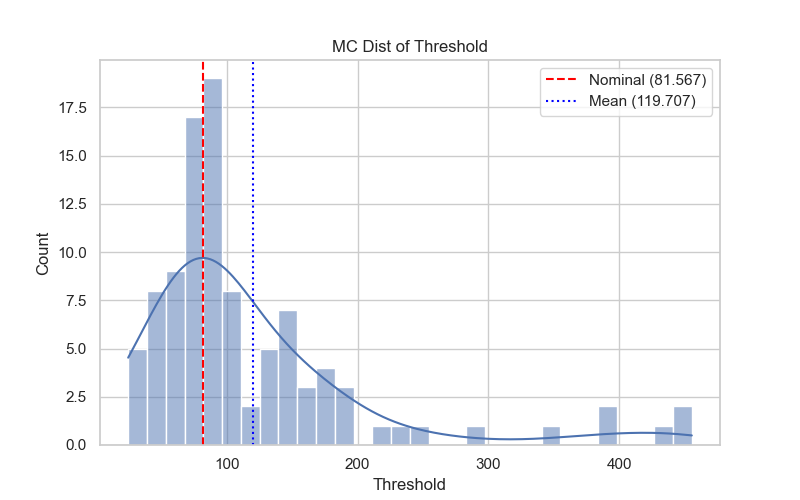 MC Dist of Threshold
Nominal (81.567)
Mean (119.707)
Count
17.5
15.0
12.5
10.0
7.5
5.0
2.5
0.0
100 200 300 400
Threshold